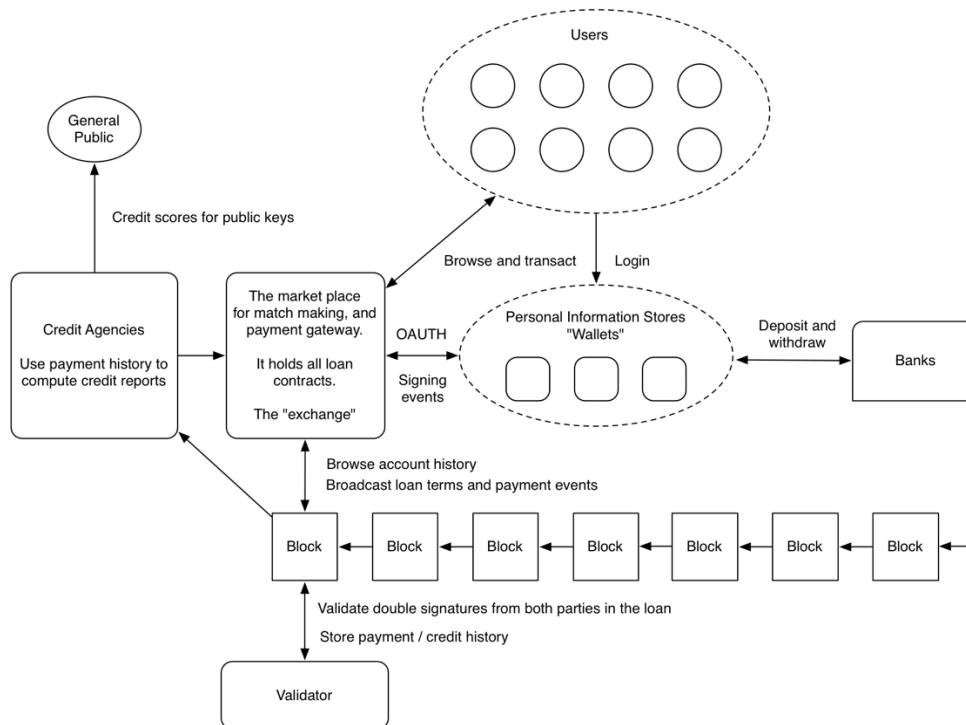 Users
General
Public
Credit scores for public keys
Browse and transact
Login
Credit Agencies
Use payment history to
compute credit reports
The market place
for match making, and
payment gateway.
It holds all loan
contracts.
The "exchange"
OAUTH
Signing
events
Personal Information Stores
"Wallets"
Deposit and
withdraw
Banks
Browse account history
Broadcast loan terms and payment events
Block
Block
Block
Block
Block
Block
Block
Validate double signatures from both parties in the loan
Store payment / credit history
Validator